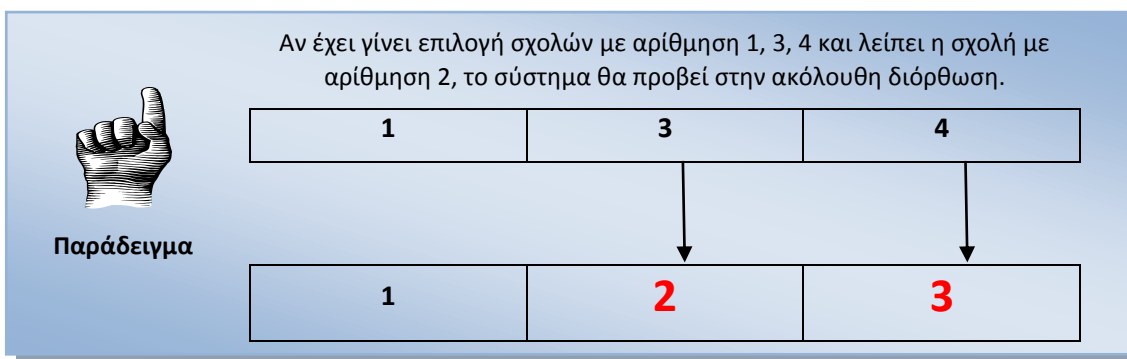 Αν έχει γίνει επιλογή σχολών με αρίθμηση 1, 3, 4 και λείπει η σχολή με
αρίθμηση 2, το σύστημα θα προβεί στην ακόλουθη διόρθωση.
1 3 4
Παράδειγμα
1 2 3